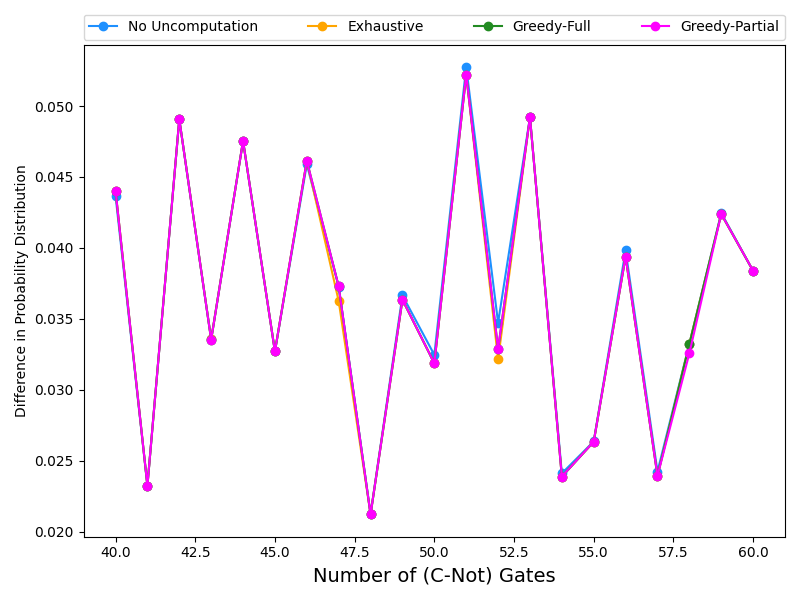 No Uncomputation Exhaustive Greedy-Full Greedy-Partial
Difference in Probability Distribution
0.050
0.045
0.040
0.035
0.030
0.025
0.020
40.0 42.5 45.0 47.5 50.0 52.5 55.0 57.5 60.0
Number of (C-Not) Gates